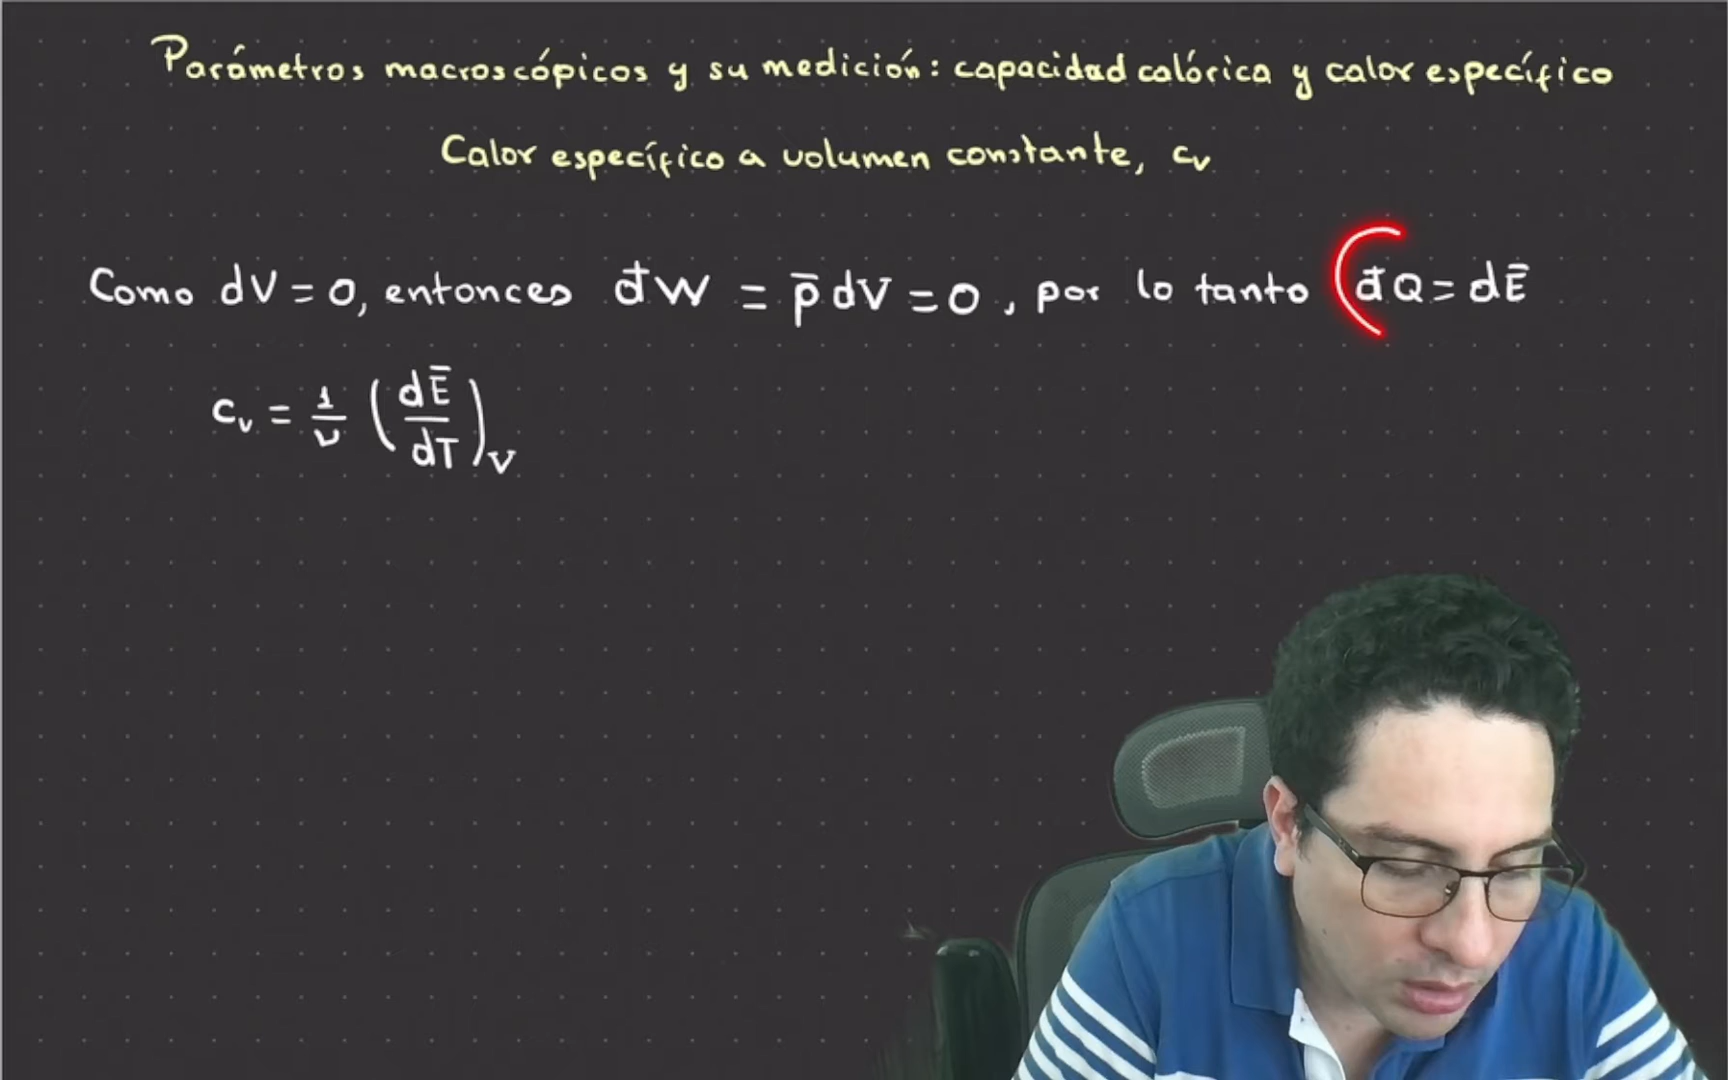 Parámetros macroscópicos y su medición: capacidad calórica y calor específico
Calor específico a volumen constante, cᵥ
Como dV = 0, entonces đW = p̄ dV = 0, por lo tanto đQ = dĒ
cᵥ = 1/ν (dĒ/dT)_V